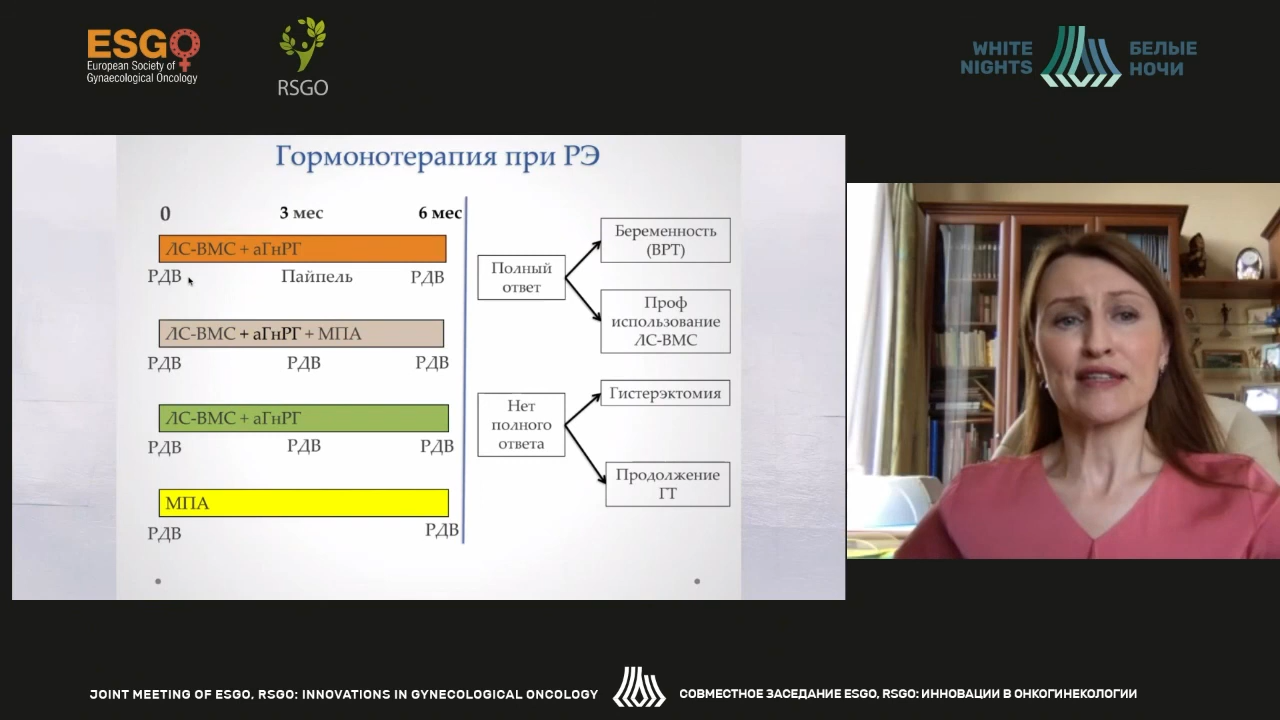 ESGO
European Society of
Gynaecological Oncology
RSGO
WHITE
NIGHTS
БЕЛЫЕ
НОЧИ
Гормонотерапия при РЭ
0
3 мес
6 мес
ЛС-ВМС + аГнРГ
РДВ
Пайпель
РДВ
ЛС-ВМС + аГнРГ + МПА
РДВ
РДВ
РДВ
ЛС-ВМС + аГнРГ
РДВ
РДВ
РДВ
МПА
РДВ
РДВ
Полный
ответ
Беременность
(ВРТ)
Проф
использование
ЛС-ВМС
Нет
полного
ответа
Гистерэктомия
Продолжение
ГТ
JOINT MEETING OF ESGO, RSGO: INNOVATIONS IN GYNECOLOGICAL ONCOLOGY
СОВМЕСТНОЕ ЗАСЕДАНИЕ ESGO, RSGO: ИННОВАЦИИ В ОНКОГИНЕКОЛОГИИ